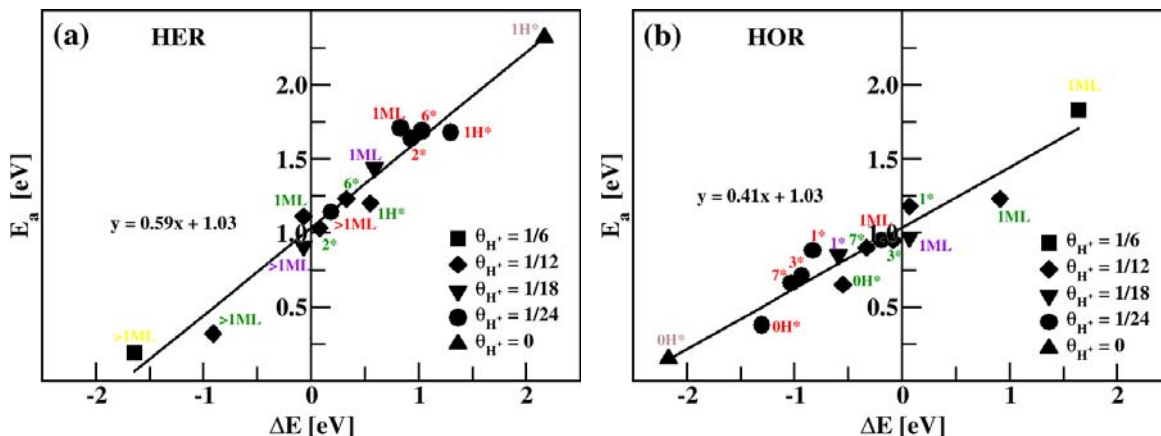 (a)
HER
1H*
2.0
1ML
6*
1H*
2*
1.5
1ML
6*
1ML
1H*
y = 0.59x + 1.03
1.0
>1ML
2*
>1ML
0.5
>1ML
>1ML
Ea [eV]
θH+ = 1/6
θH+ = 1/12
θH+ = 1/18
θH+ = 1/24
θH+ = 0
-2
-1
0
1
2
ΔE [eV]
(b)
HOR
2.0
1ML
1.5
y = 0.41x + 1.03
1*
1ML
1ML
1*
1*
7*
1.0
1ML
3*
3*
7*
0H*
0.5
0H*
0H*
Ea [eV]
θH+ = 1/6
θH+ = 1/12
θH+ = 1/18
θH+ = 1/24
θH+ = 0
-2
-1
0
1
2
ΔE [eV]